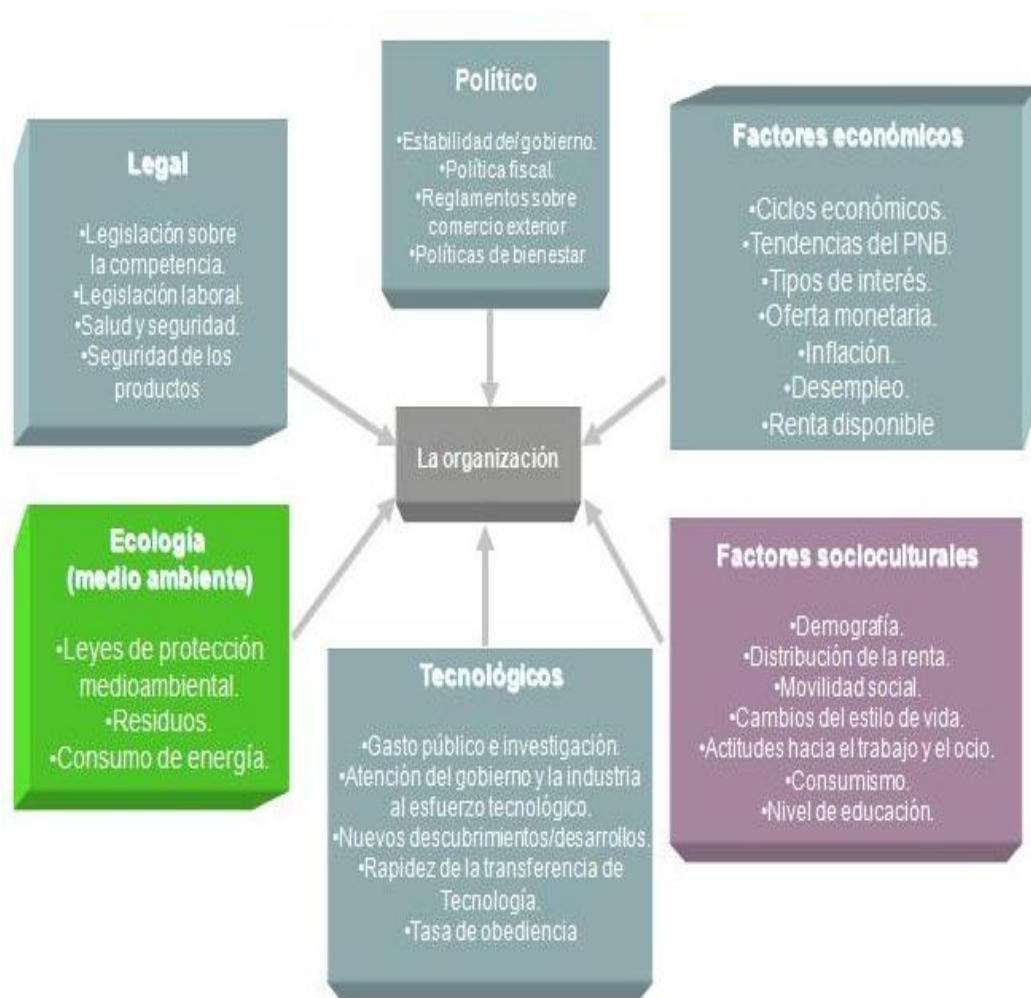 Político
•Estabilidad del gobierno.
•Política fiscal.
•Reglamentos sobre
comercio exterior
•Políticas de bienestar
Legal
•Legislación sobre
la competencia.
•Legislación laboral.
•Salud y seguridad.
•Seguridad de los
productos
Factores económicos
•Ciclos económicos.
•Tendencias del PNB.
•Tipos de interés.
•Oferta monetaria.
•Inflación.
•Desempleo.
•Renta disponible
La organización
Ecología
(medio ambiente)
•Leyes de protección
medioambiental.
•Residuos.
•Consumo de energía.
Tecnológicos
•Gasto público e investigación.
•Atención del gobierno y la industria
al esfuerzo tecnológico.
•Nuevos descubrimientos/desarrollos.
•Rapidez de la transferencia de
Tecnología.
•Tasa de obediencia
Factores socioculturales
•Demografía.
•Distribución de la renta.
•Movilidad social.
•Cambios del estilo de vida.
•Actitudes hacia el trabajo y el ocio.
•Consumismo.
•Nivel de educación.